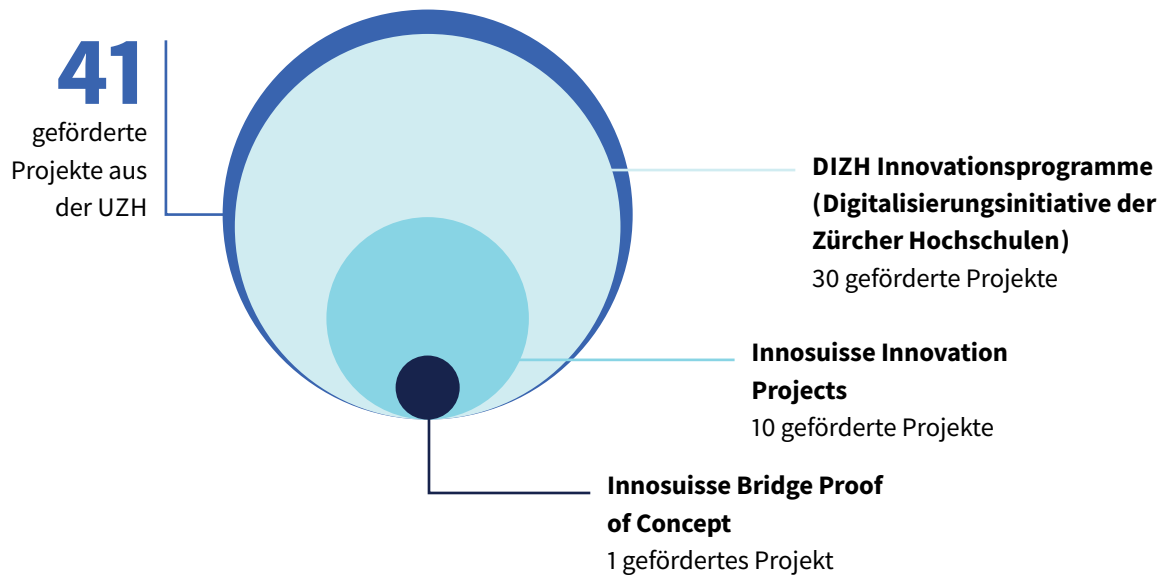 41
geförderte
Projekte aus
der UZH
DIZH Innovationsprogramme
(Digitalisierungsinitiative der
Zürcher Hochschulen)
30 geförderte Projekte
Innosuisse Innovation
Projects
10 geförderte Projekte
Innosuisse Bridge Proof
of Concept
1 gefördertes Projekt